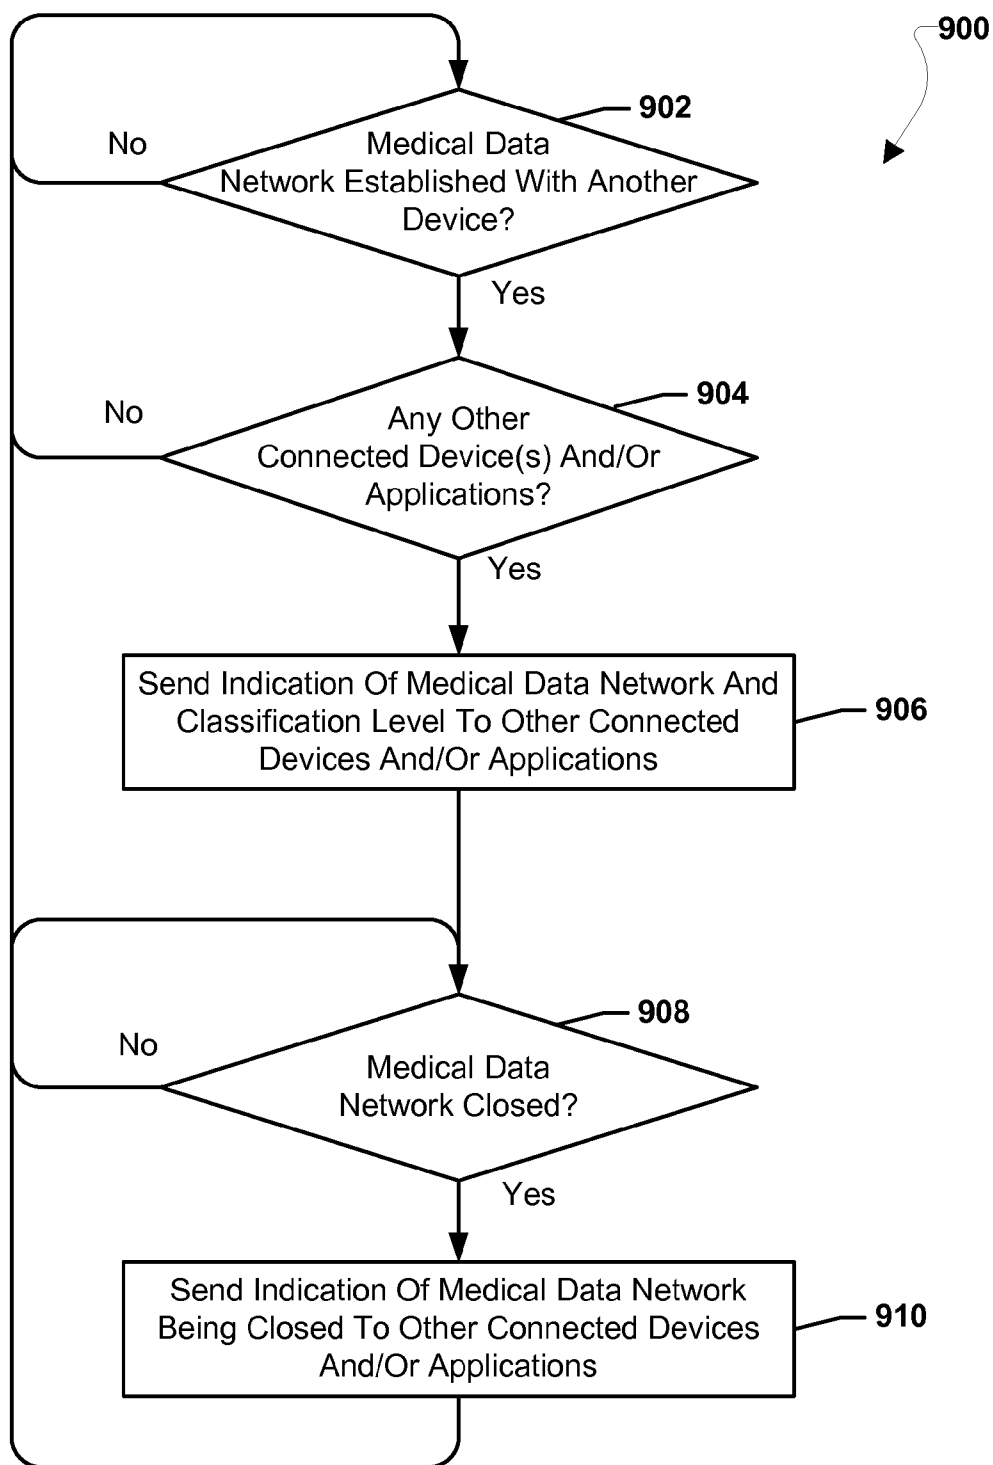 900
902
Medical Data
Network Established With Another
Device?
No
Yes
904
Any Other
Connected Device(s) And/Or
Applications?
No
Yes
Send Indication Of Medical Data Network And
Classification Level To Other Connected
Devices And/Or Applications
906
908
Medical Data
Network Closed?
No
Yes
Send Indication Of Medical Data Network
Being Closed To Other Connected Devices
And/Or Applications
910